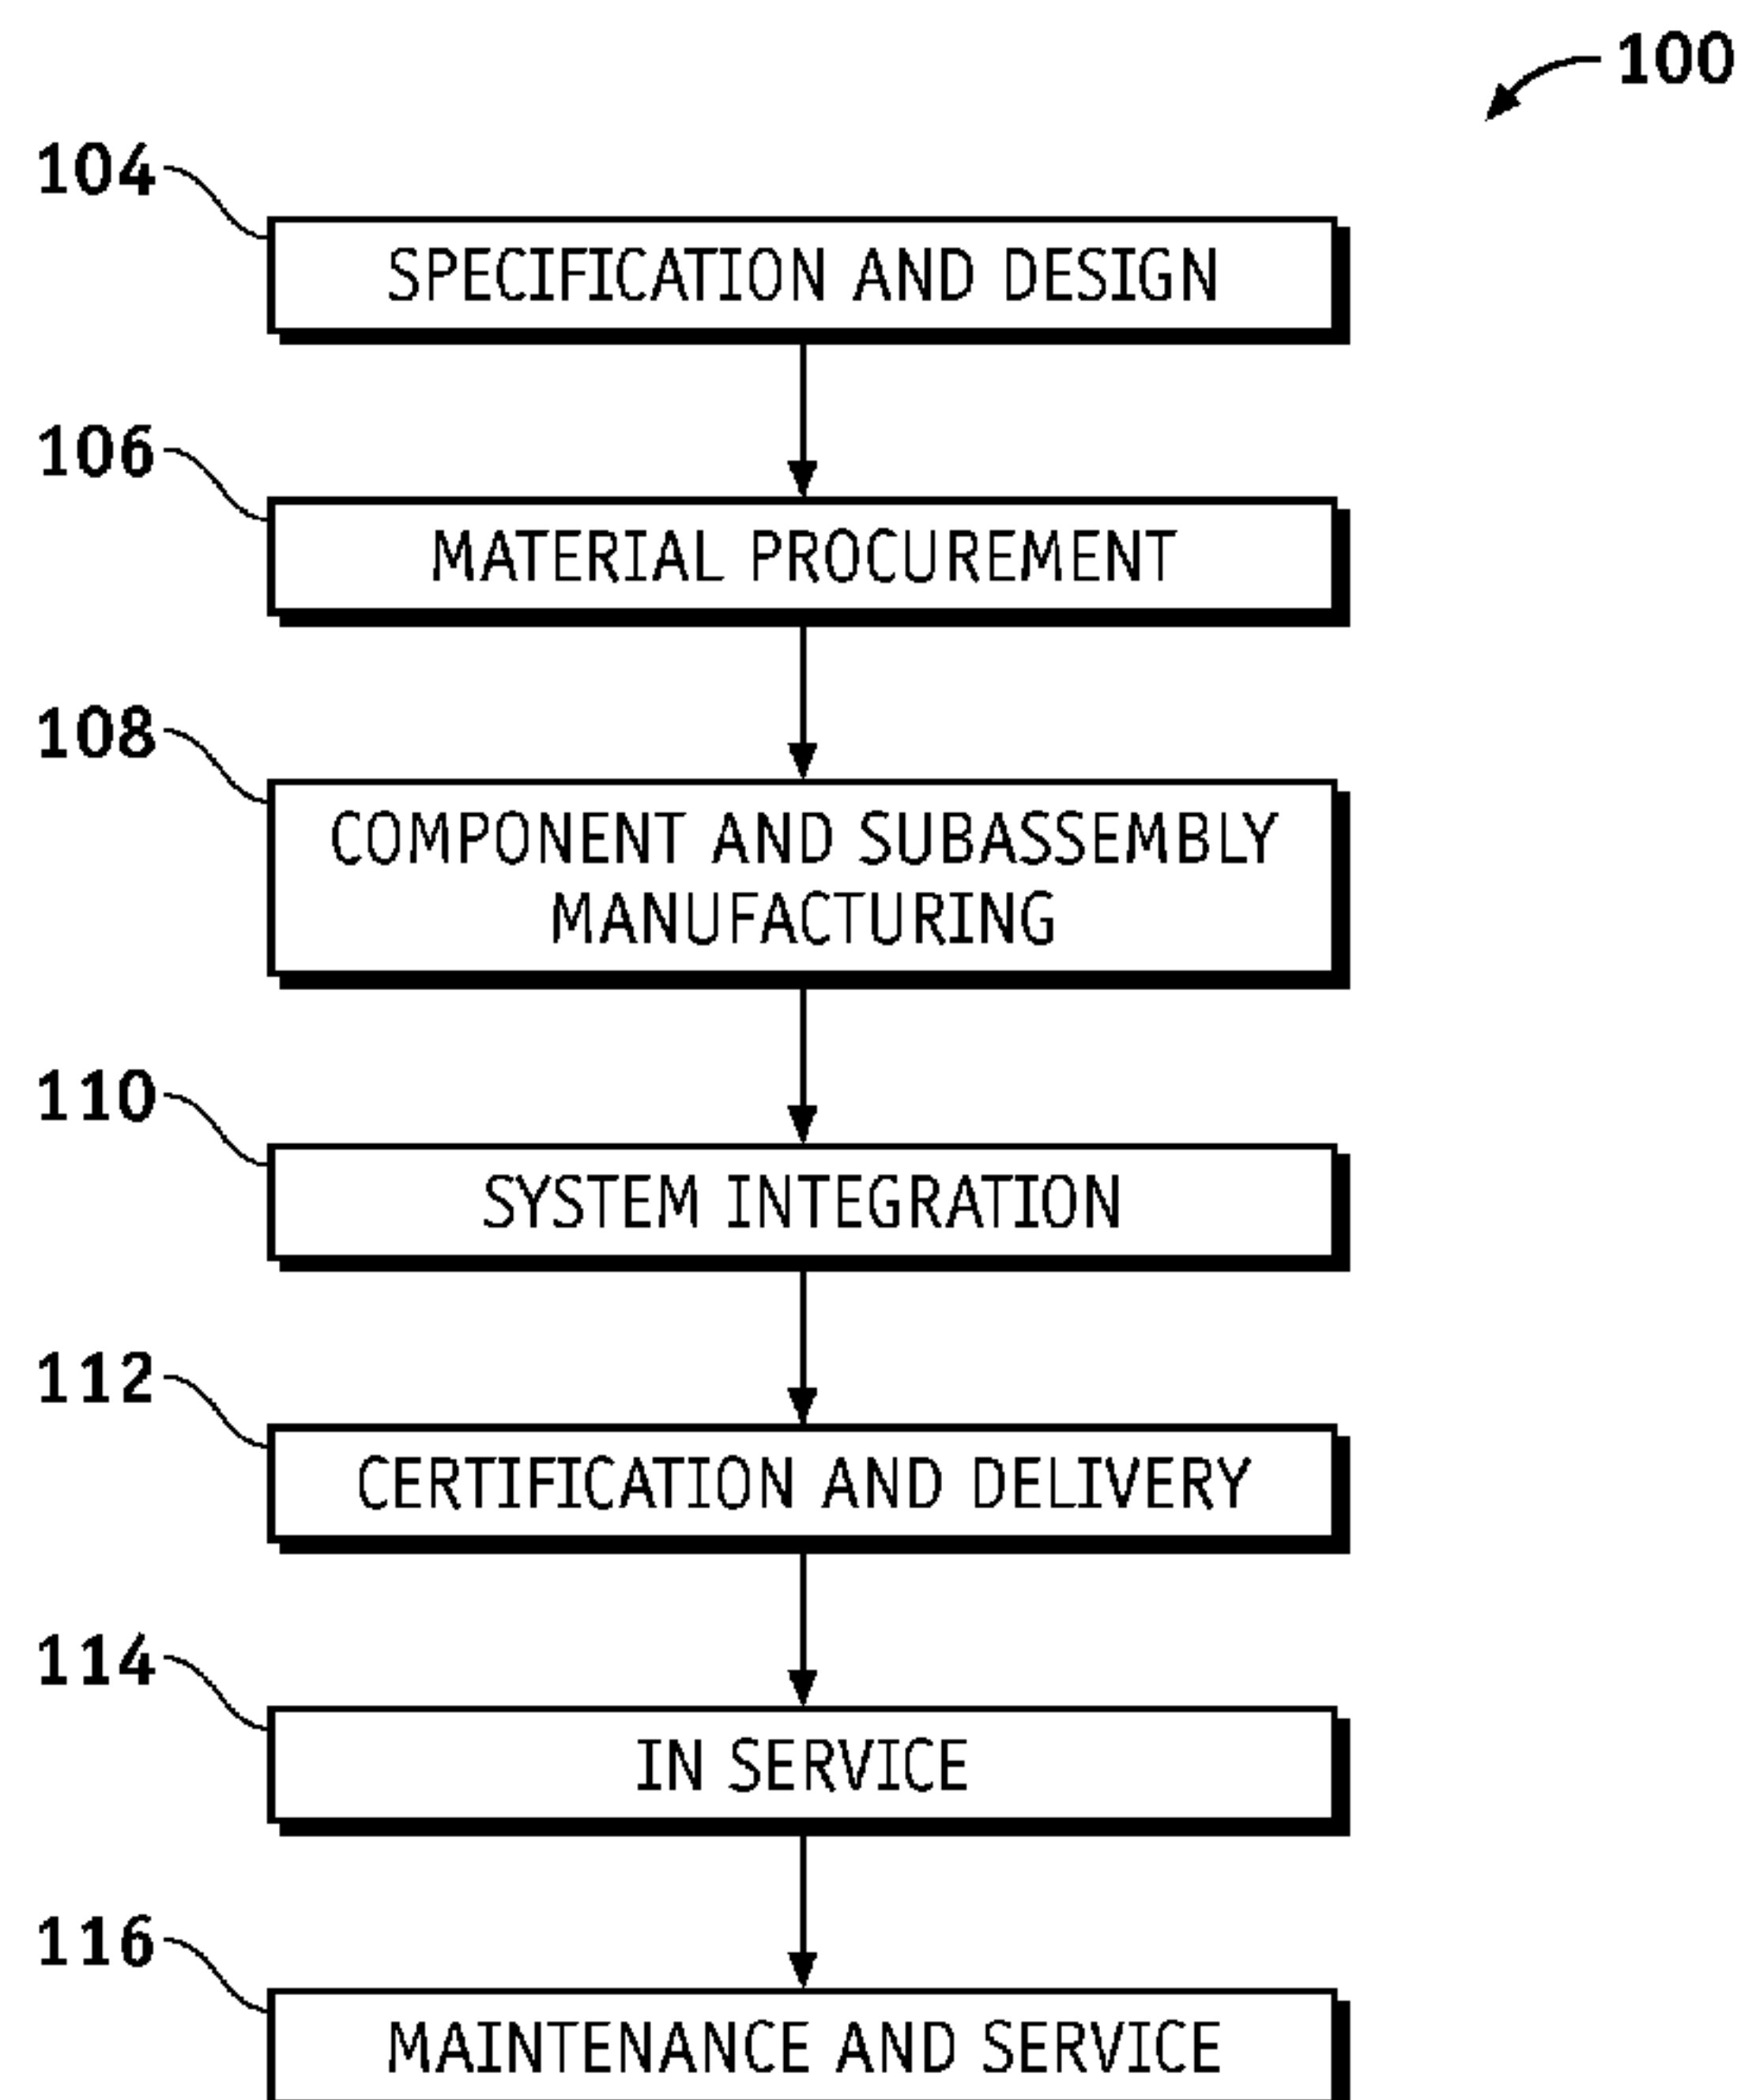 100
104
SPECIFICATION AND DESIGN
106
MATERIAL PROCUREMENT
108
COMPONENT AND SUBASSEMBLY
MANUFACTURING
110
SYSTEM INTEGRATION
112
CERTIFICATION AND DELIVERY
114
IN SERVICE
116
MAINTENANCE AND SERVICE